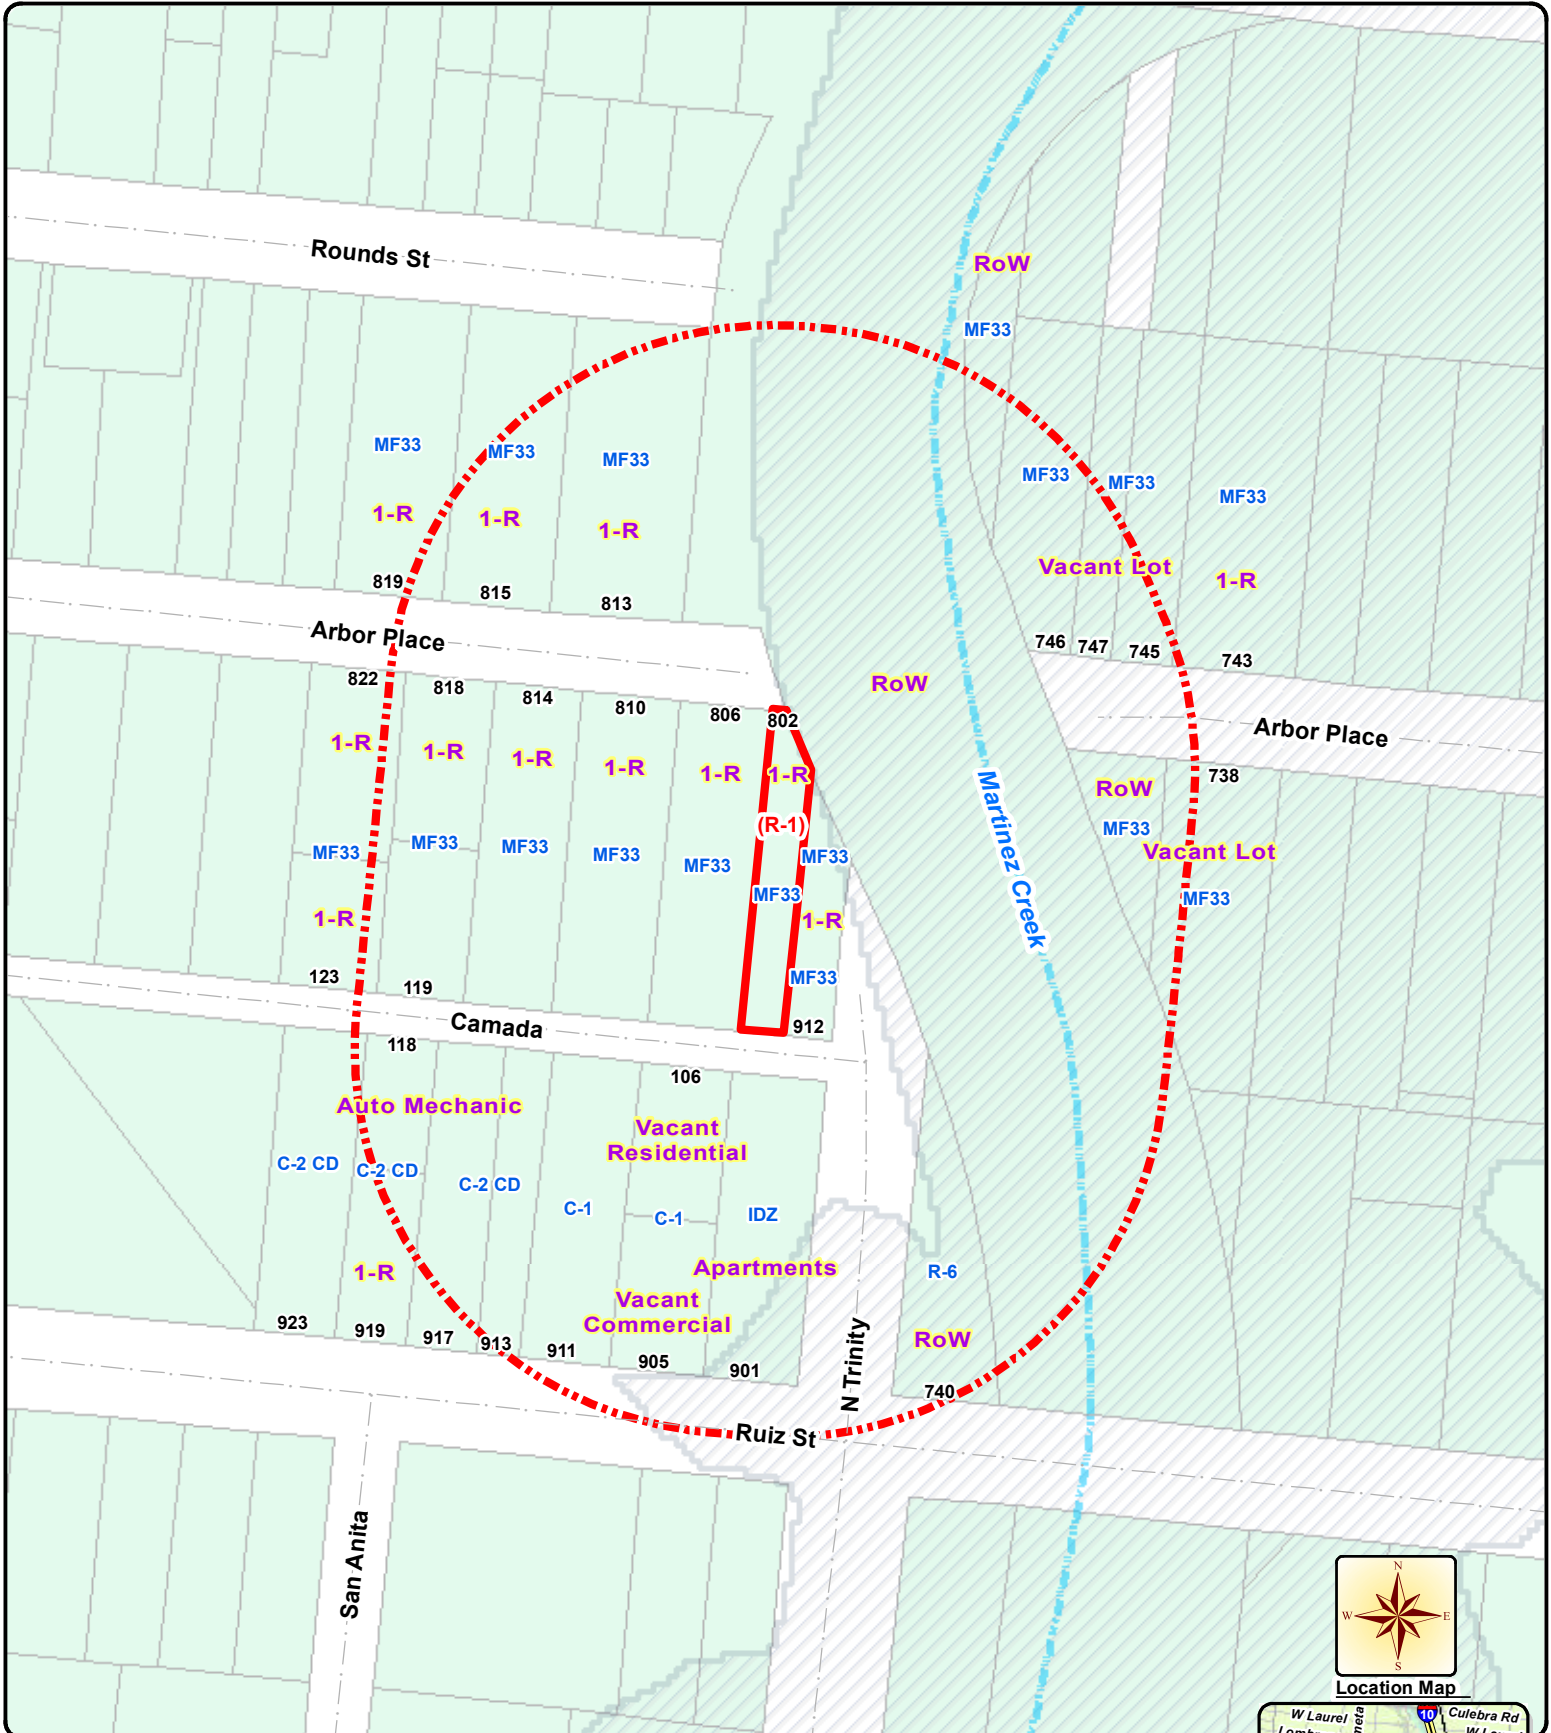 Rounds St
RoW
MF33
MF33
MF33
MF33
MF33
MF33
MF33
1-R
1-R
1-R
Vacant Lot
1-R
819
815
813
Arbor Place
746
747
745
743
822
818
814
810
806
802
RoW
Arbor Place
1-R
1-R
1-R
1-R
1-R
1-R
RoW
738
(R-1)
MF33
MF33
MF33
MF33
MF33
MF33
MF33
MF33
Vacant Lot
MF33
Martinez Creek
1-R
1-R
MF33
123
119
912
Camada
118
106
Auto Mechanic
Vacant
Residential
C-2 CD
C-2 CD
C-2 CD
C-1
C-1
IDZ
1-R
Apartments
R-6
Vacant
Commercial
RoW
923
919
917
913
911
905
901
740
N Trinity
Ruiz St
San Anita
N
W
E
S
Location Map
W Laurel
10
Culebra Rd